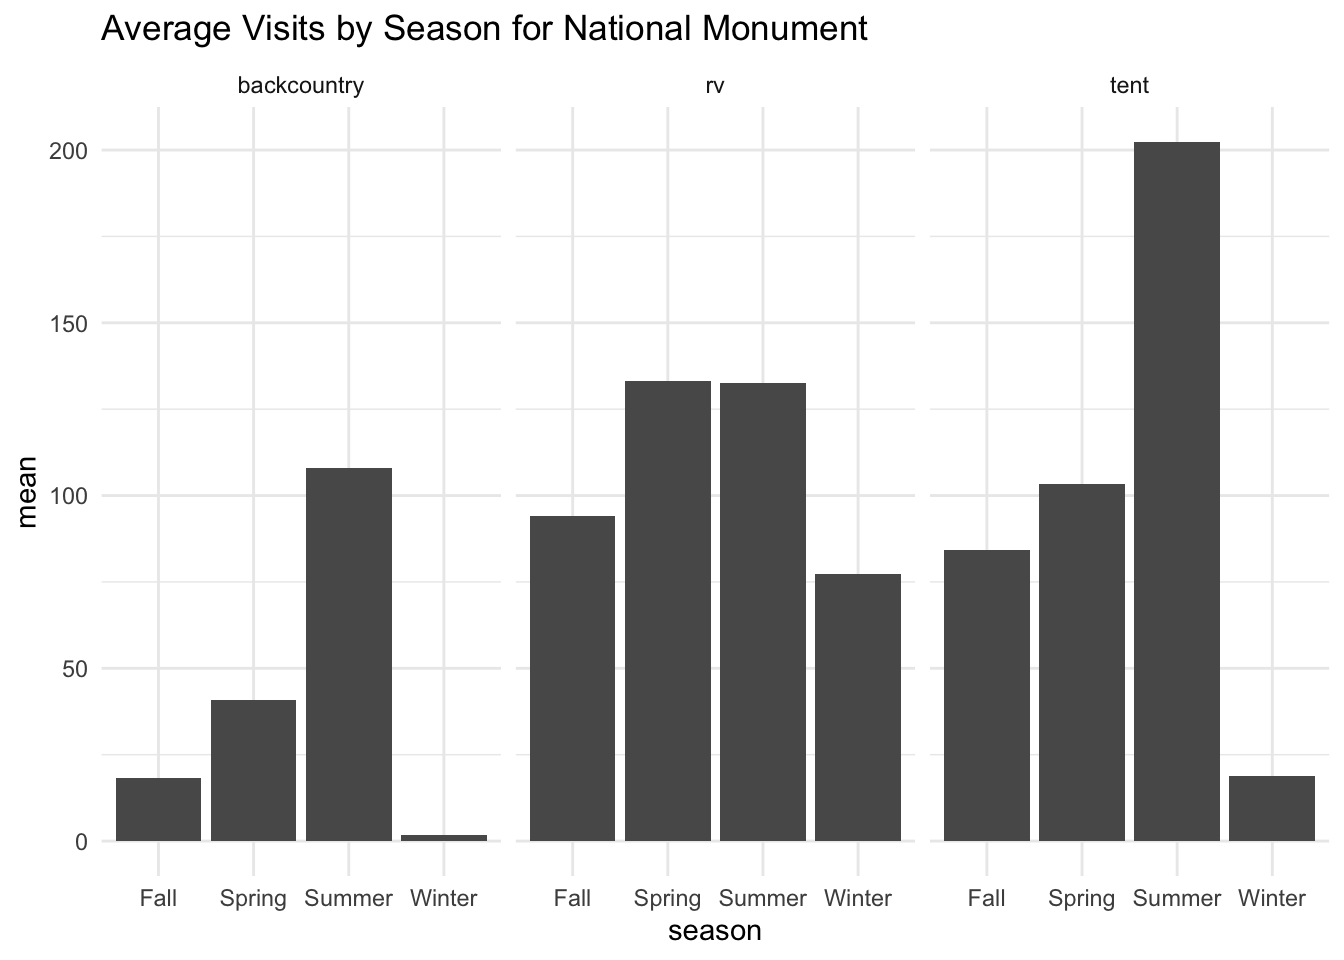 Average Visits by Season for National Monument
backcountry rv tent
200
150
100
50
0
mean
Fall Spring Summer Winter Fall Spring Summer Winter Fall Spring Summer Winter
season